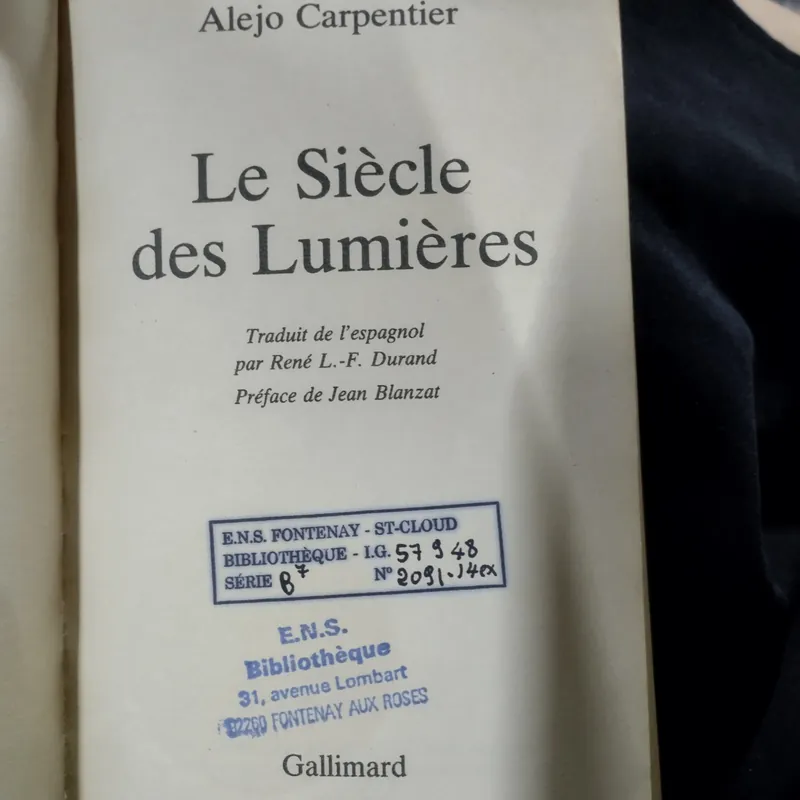 Alejo Carpentier
Le Siècle
des Lumières
Traduit de l'espagnol
par René L.-F. Durand
Préface de Jean Blanzat
E.N.S. FONTENAY - ST-CLOUD
BIBLIOTHÈQUE - I.G. 57 9 48
SÉRIE B⁷ N° 2091.14ex
E.N.S.
Bibliothèque
31, avenue Lombart
92260 FONTENAY AUX ROSES
Gallimard